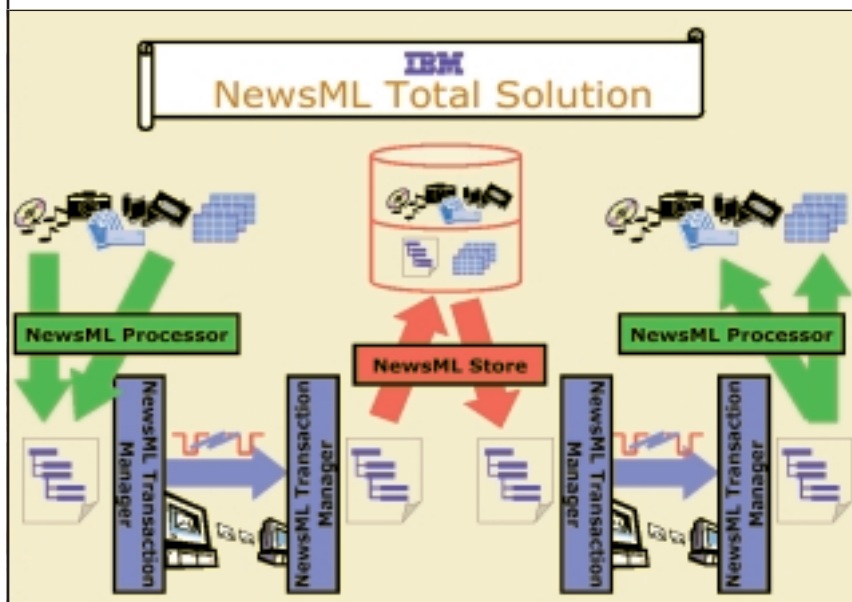 IBM
NewsML Total Solution
NewsML Processor
NewsML Processor
NewsML Store
NewsML Transaction
Manager
NewsML Transaction
Manager
NewsML Transaction
Manager
NewsML Transaction
Manager